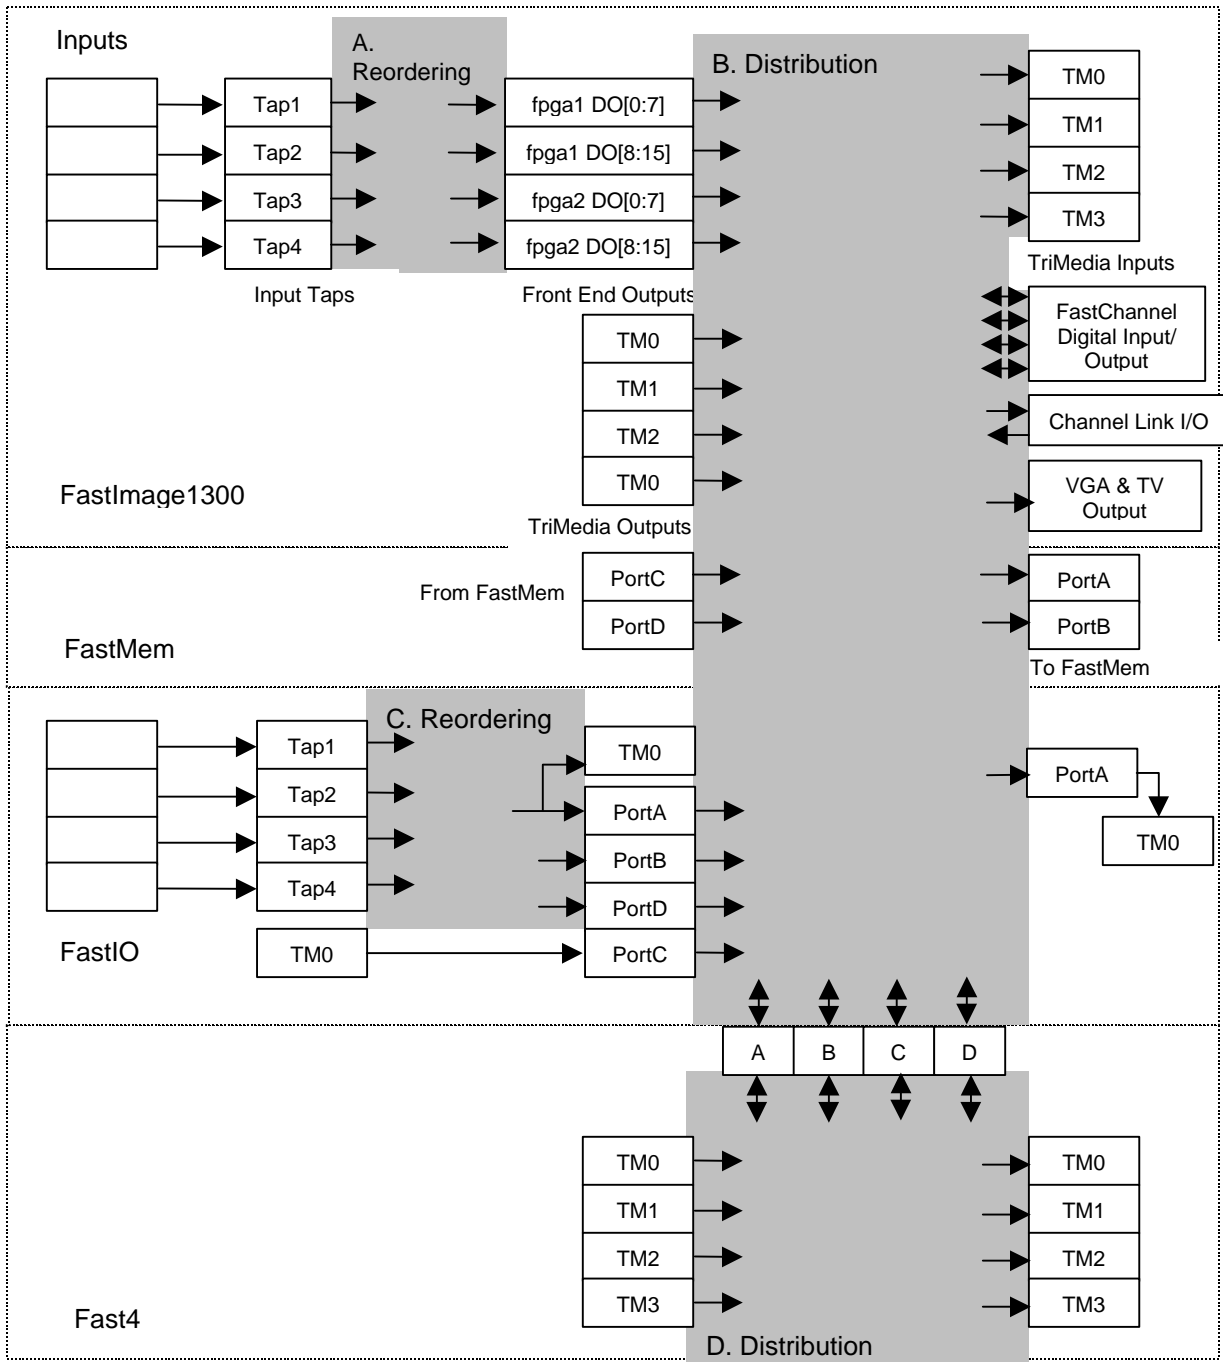 Inputs
A.
Reordering
B. Distribution
Tap1
Tap2
Tap3
Tap4
Input Taps
fpga1 DO[0:7]
fpga1 DO[8:15]
fpga2 DO[0:7]
fpga2 DO[8:15]
Front End Outputs
TM0
TM1
TM2
TM3
TriMedia Inputs
FastChannel
Digital Input/
Output
Channel Link I/O
VGA & TV
Output
TM0
TM1
TM2
TM0
TriMedia Outputs
FastImage1300
From FastMem
PortC
PortD
PortA
PortB
To FastMem
FastMem
C. Reordering
Tap1
Tap2
Tap3
Tap4
TM0
TM0
PortA
PortB
PortD
PortC
PortA
TM0
FastIO
A
B
C
D
TM0
TM1
TM2
TM3
TM0
TM1
TM2
TM3
Fast4
D. Distribution